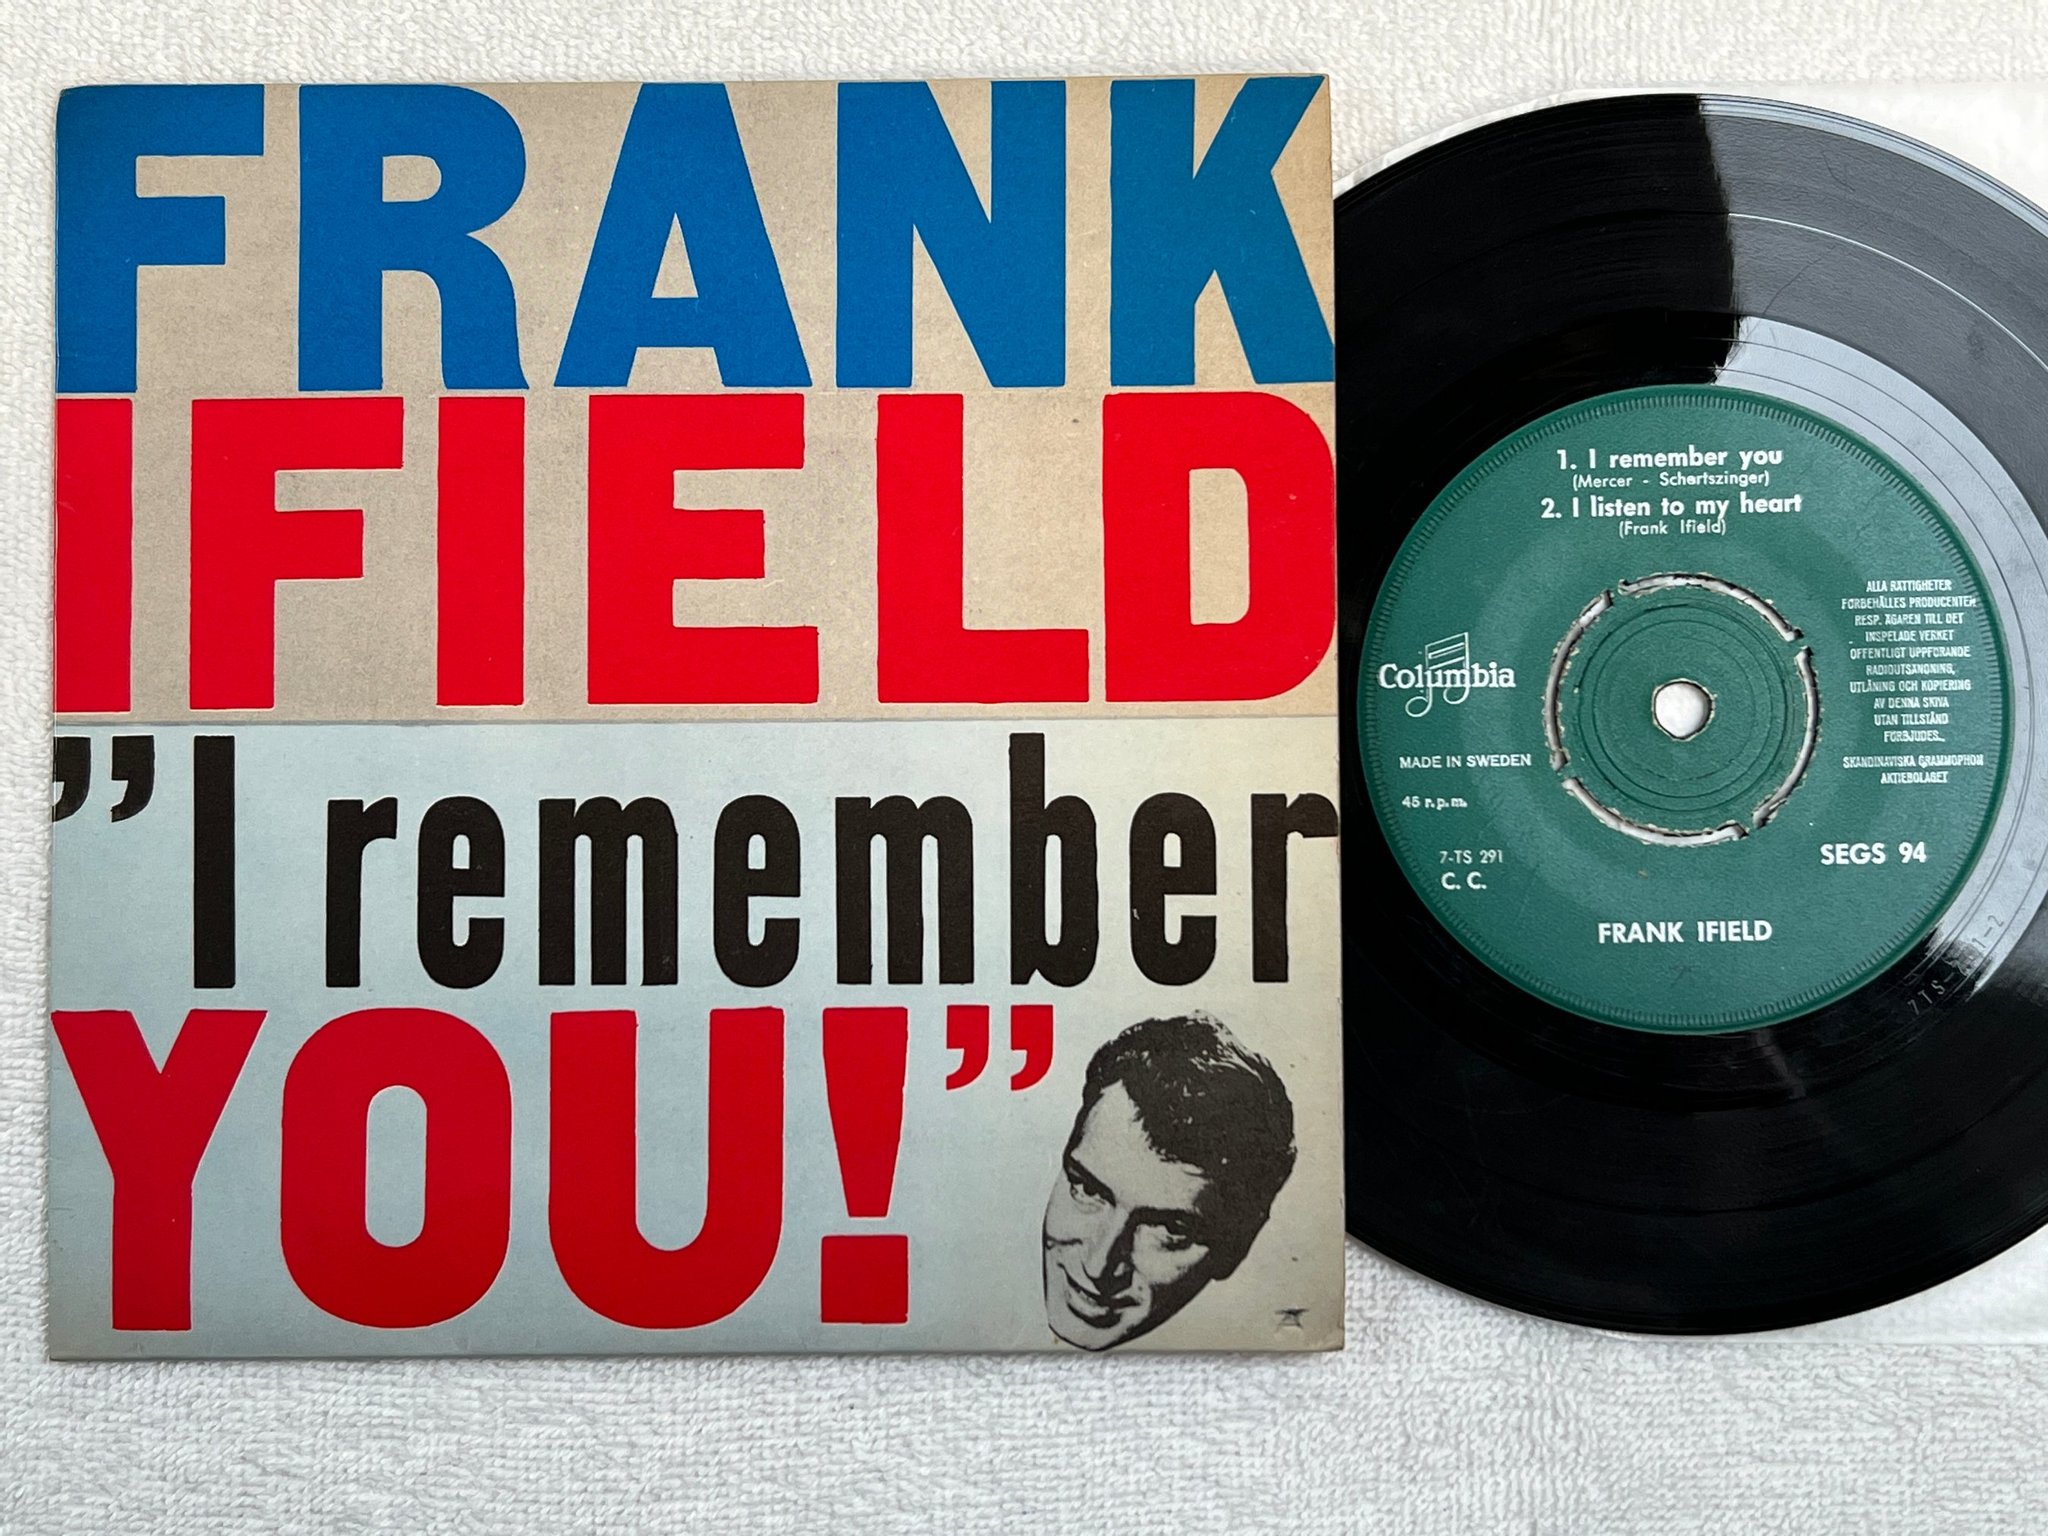 FRANK
IFIELD
”I remember
YOU!”
1. I remember you
(Mercer - Schertszinger)
2. I listen to my heart
(Frank Ifield)
Columbia
MADE IN SWEDEN
45 r.p.m.
7-TS 291
C. C.
ALLA RÄTTIGHETER
FÖRBEHÅLLES PRODUCENTEN
RESP. ÄGAREN TILL DET
INSPELADE VERKET
OFFENTLIGT UPPFÖRANDE
RADIOUTSÄNDNING,
UTLÅNING OCH KOPIERING
AV DENNA SKIVA
UTAN TILLSTÅND
FÖRBJUDES.
SKANDINAVISKA GRAMMOPHON
AKTIEBOLAGET
SEGS 94
FRANK IFIELD